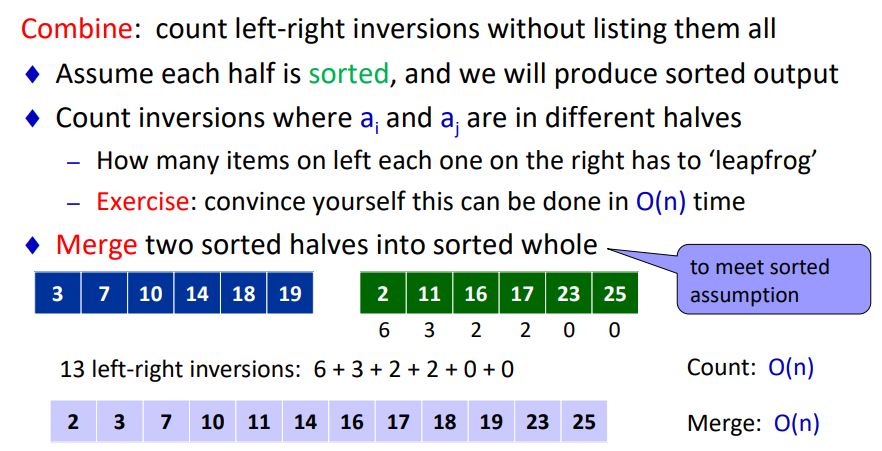 Combine: count left-right inversions without listing them all
♦ Assume each half is sorted, and we will produce sorted output
♦ Count inversions where aᵢ and aⱼ are in different halves
– How many items on left each one on the right has to ‘leapfrog’
– Exercise: convince yourself this can be done in O(n) time
♦ Merge two sorted halves into sorted whole
to meet sorted
assumption
3 7 10 14 18 19
2 11 16 17 23 25
6 3 2 2 0 0
13 left-right inversions: 6 + 3 + 2 + 2 + 0 + 0
Count: O(n)
2 3 7 10 11 14 16 17 18 19 23 25
Merge: O(n)